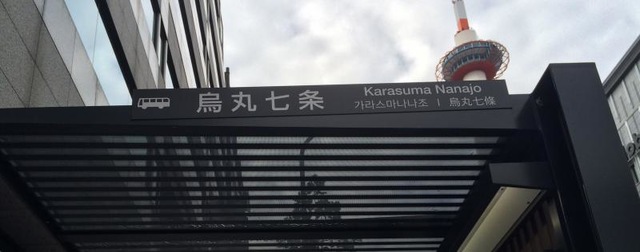 烏丸七条
Karasuma Nanajo
가라스마나나조 | 烏丸七條